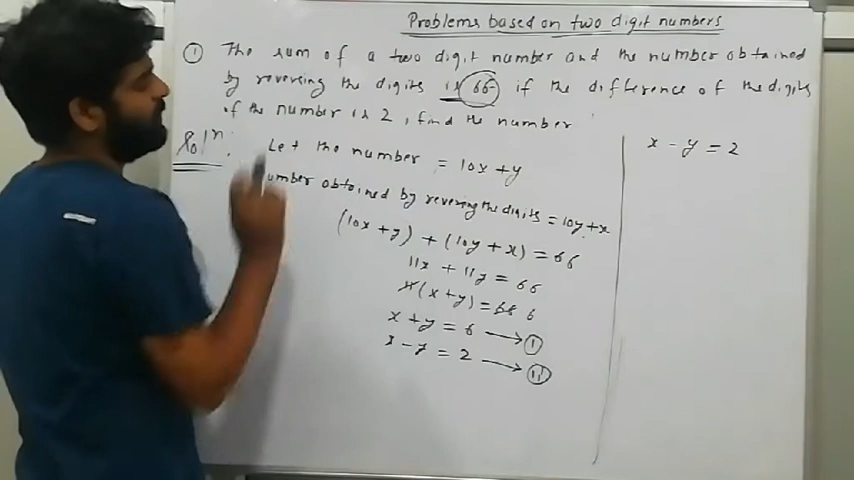 Problems based on two digit numbers
① The sum of a two digit number and the number obtained
by reversing the digits is 66 if the difference of the digits
of the number is 2, find the number
Solⁿ: Let the number = 10x + y
umber obtained by reversing the digits = 10y + x
(10x + y) + (10y + x) = 66
11x + 11y = 66
11(x + y) = 66 6
x + y = 6 → ①
x - y = 2 → ⑪
x - y = 2